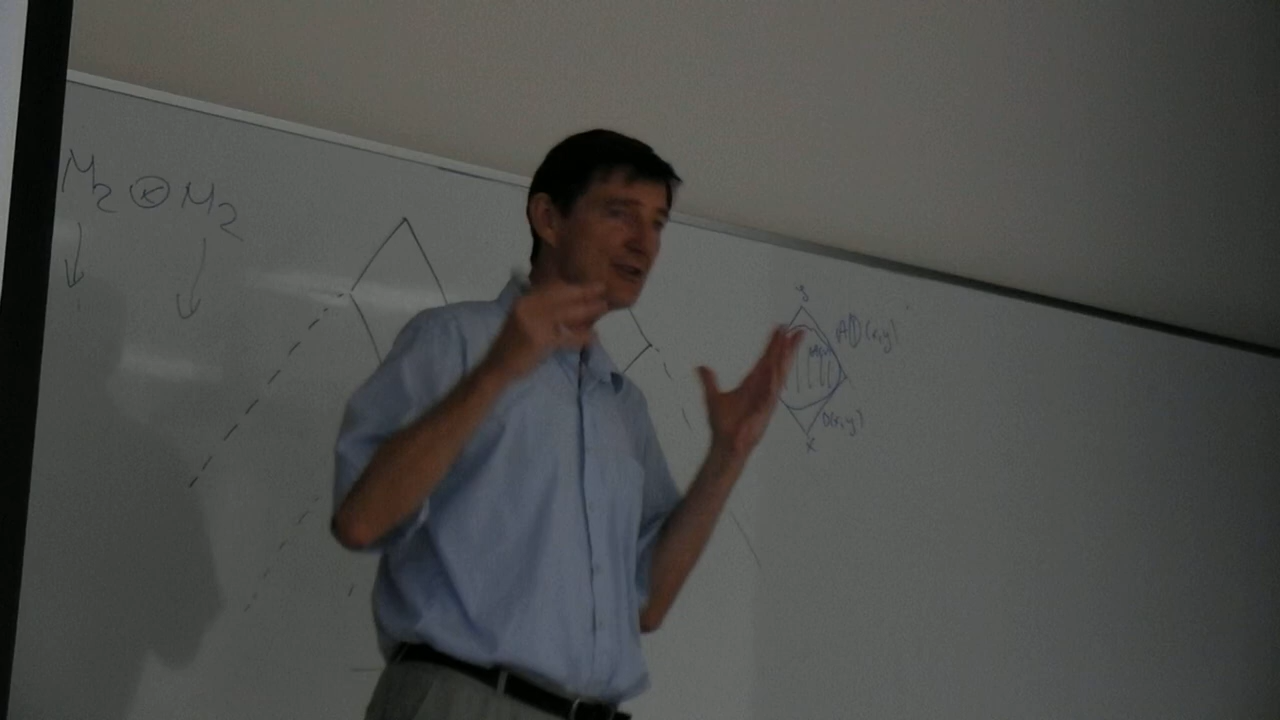 M₂ ⊗ M₂
y
(x,y)
D(x,y)
x